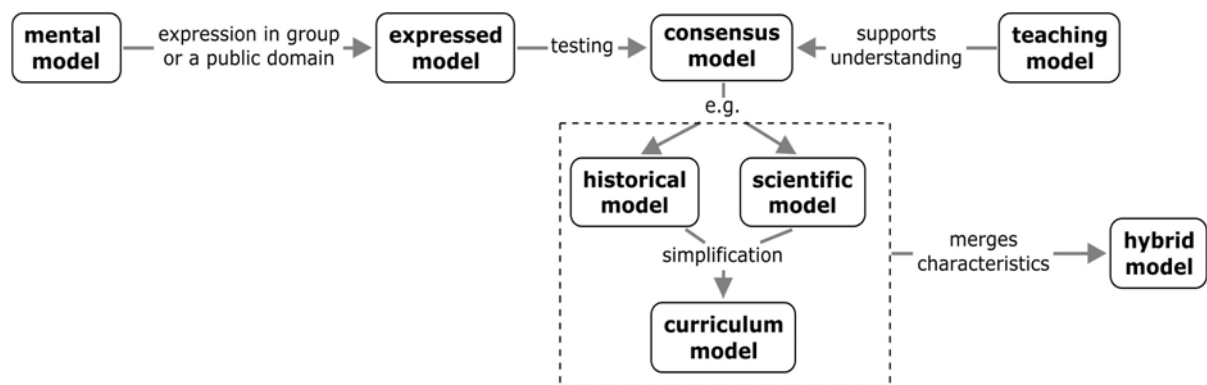 mental
model
expression in group
or a public domain
expressed
model
testing
consensus
model
supports
understanding
teaching
model
e.g.
historical
model
scientific
model
simplification
curriculum
model
merges
characteristics
hybrid
model